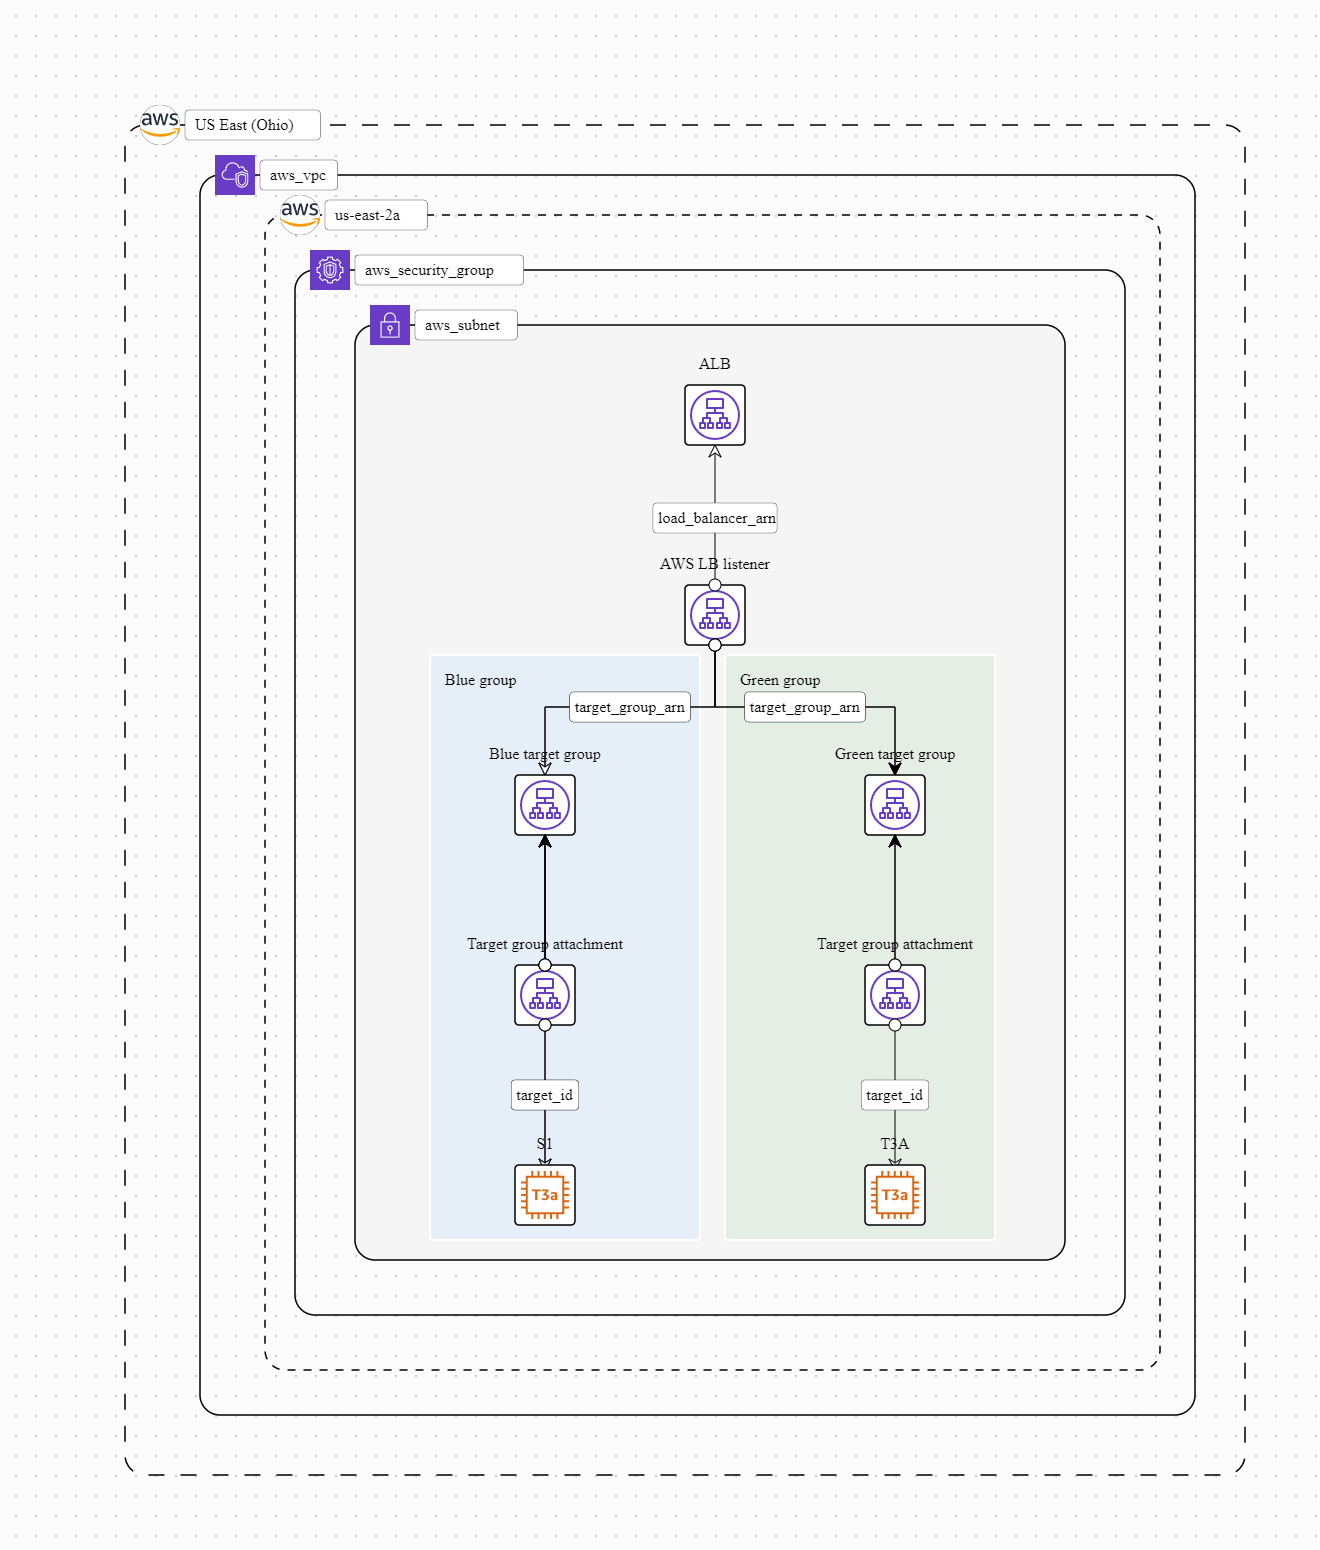 aws
US East (Ohio)
aws_vpc
aws
us-east-2a
aws_security_group
aws_subnet
ALB
load_balancer_arn
AWS LB listener
Blue group
Green group
target_group_arn
target_group_arn
Blue target group
Green target group
Target group attachment
Target group attachment
target_id
target_id
S1
T3A
T3a
T3a